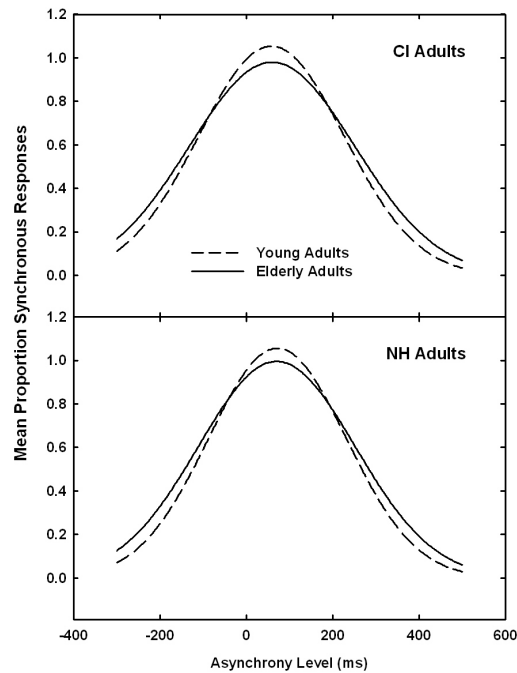 1.2
CI Adults
1.0
0.8
0.6
0.4
0.2
0.0
Young Adults
Elderly Adults
Mean Proportion Synchronous Responses
1.2
NH Adults
1.0
0.8
0.6
0.4
0.2
0.0
-400 -200 0 200 400 600
Asynchrony Level (ms)